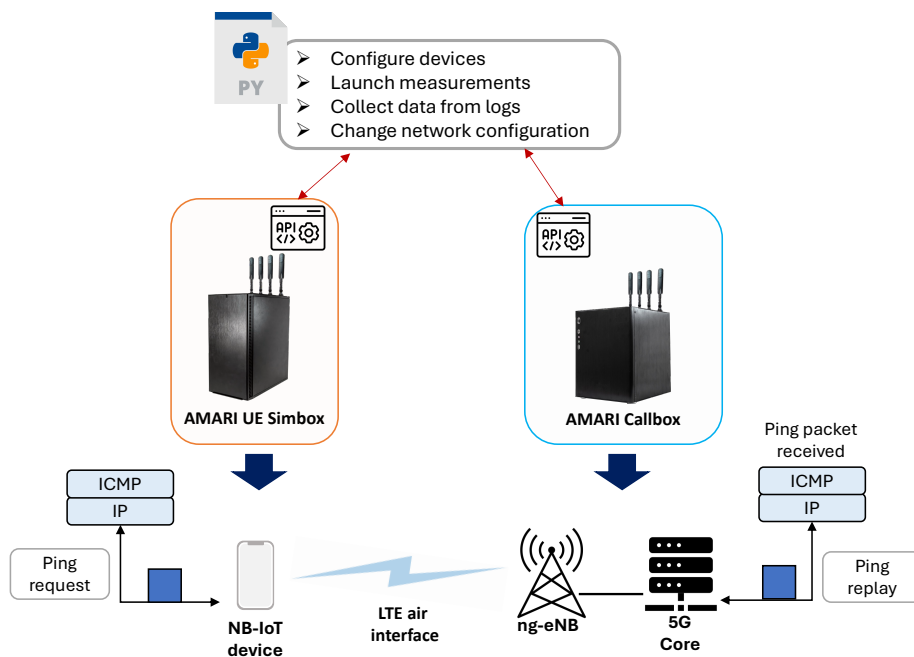 PY
➢ Configure devices
➢ Launch measurements
➢ Collect data from logs
➢ Change network configuration
API
</>
API
</>
AMARI UE Simbox
AMARI Callbox
Ping packet
received
ICMP
IP
ICMP
IP
Ping
request
Ping
replay
NB-IoT
device
LTE air
interface
ng-eNB
5G
Core